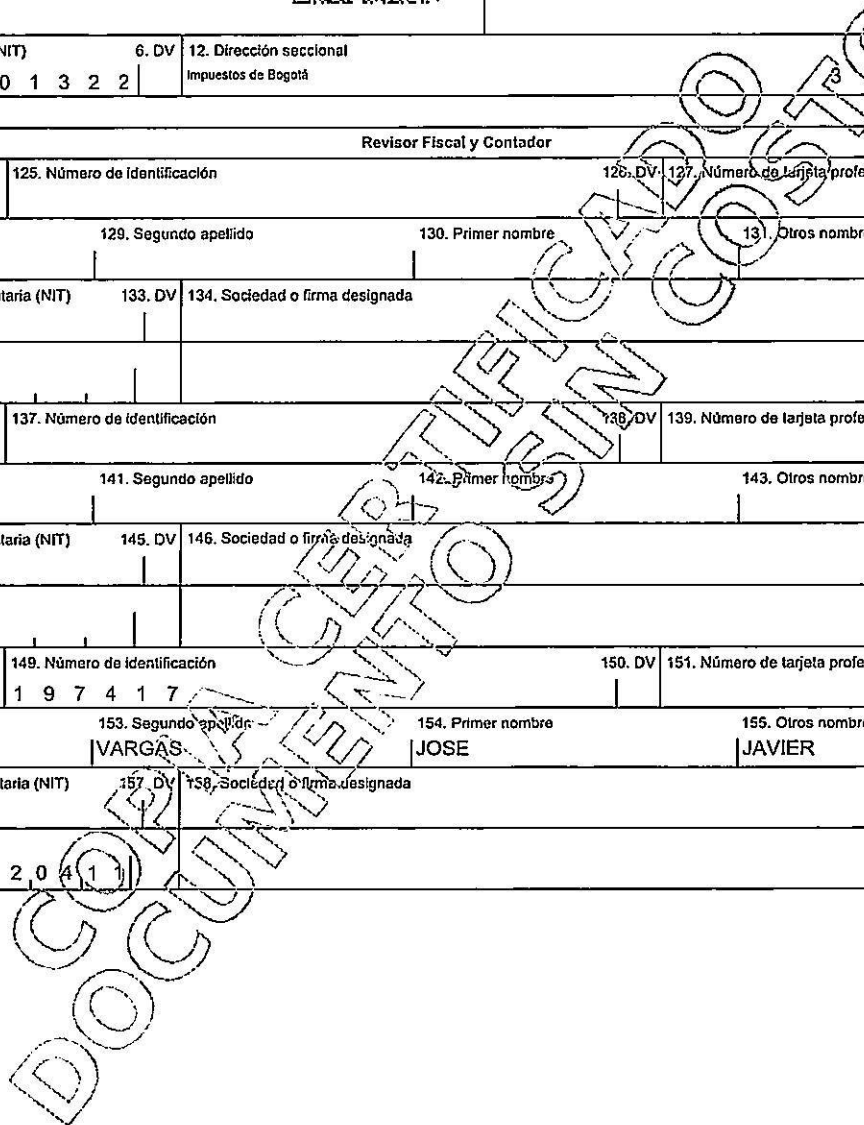 NIT) 6. DV 12. Dirección seccional
0 1 3 2 2 Impuestos de Bogotá 3
Revisor Fiscal y Contador
125. Número de identificación 126. DV 127. Número de tarjeta profe
129. Segundo apellido 130. Primer nombre 131. Otros nombre
taria (NIT) 133. DV 134. Sociedad o firma designada
137. Número de identificación 138. DV 139. Número de tarjeta profe
141. Segundo apellido 142. Primer nombre 143. Otros nombre
taria (NIT) 145. DV 146. Sociedad o firma designada
149. Número de identificación 150. DV 151. Número de tarjeta profe
1 9 7 4 1 7
153. Segundo apellido 154. Primer nombre 155. Otros nombre
VARGAS JOSE JAVIER
taria (NIT) 157. DV 158. Sociedad o firma designada
2 0 4 1 1
COPIA CERTIFICADO
DOCUMENTO SIN COSTO